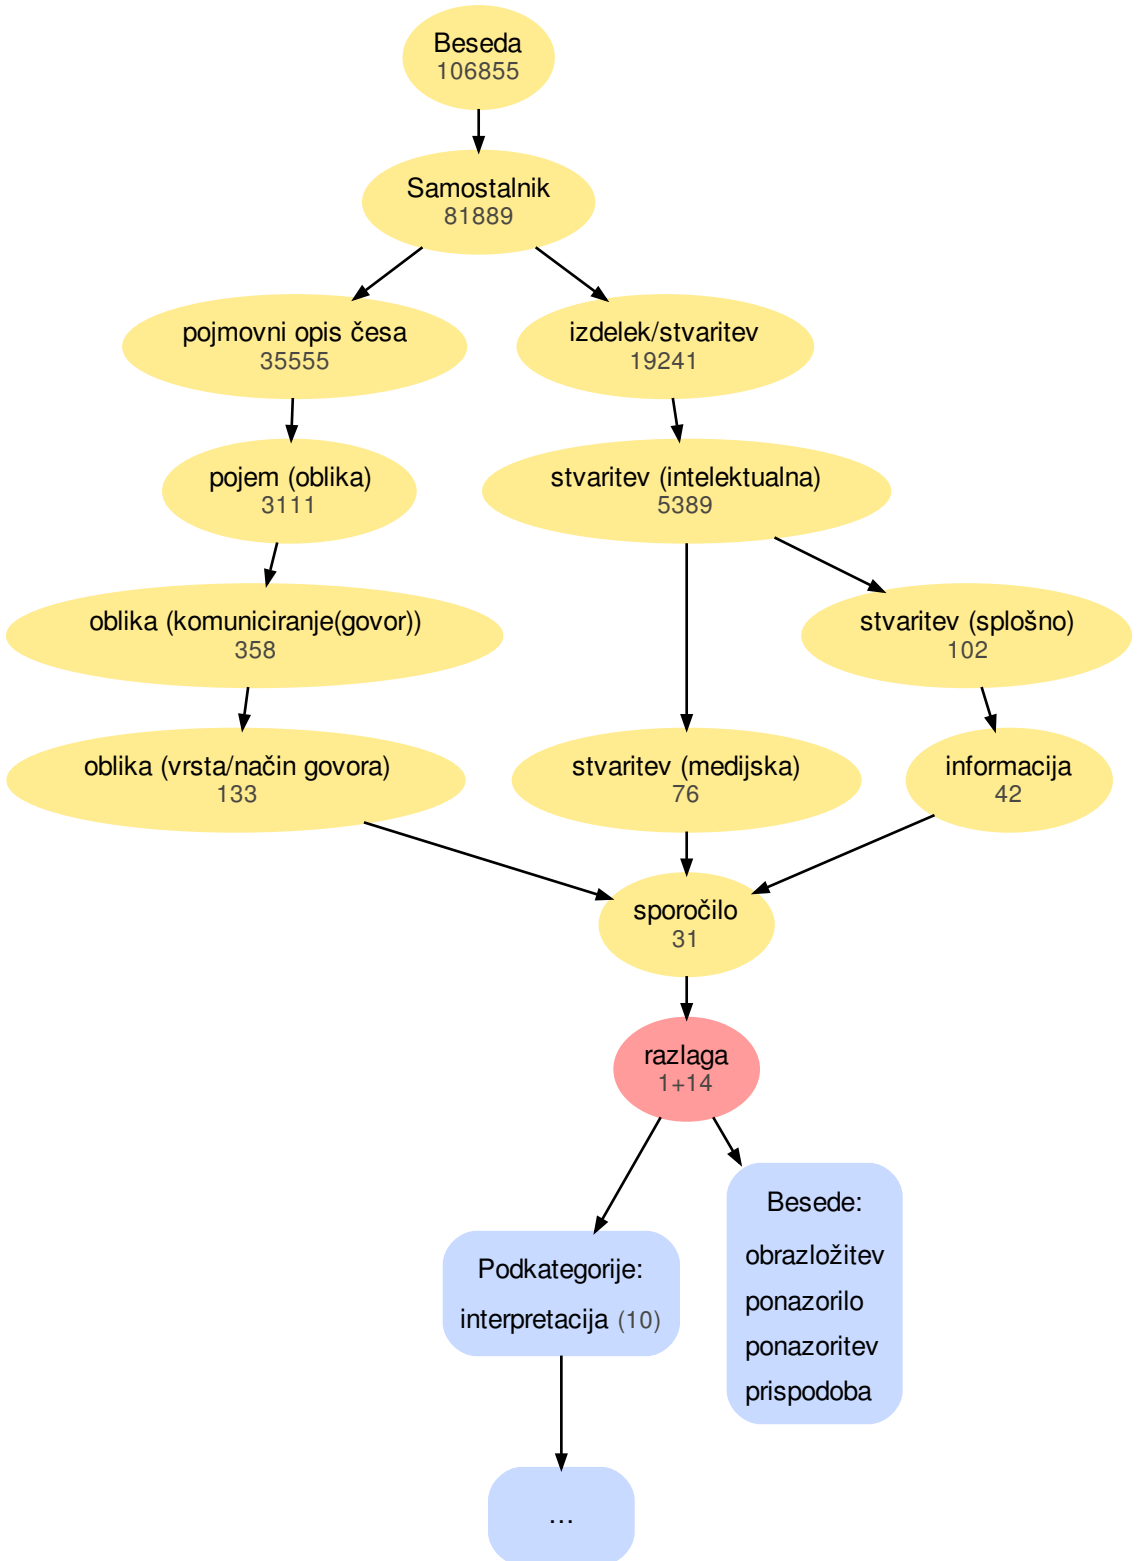 Beseda
106855
Samostalnik
81889
pojmovni opis česa
35555
izdelek/stvaritev
19241
pojem (oblika)
3111
stvaritev (intelektualna)
5389
oblika (komuniciranje(govor))
358
stvaritev (splošno)
102
oblika (vrsta/način govora)
133
stvaritev (medijska)
76
informacija
42
sporočilo
31
razlaga
1+14
Podkategorije:
interpretacija (10)
Besede:
obrazložitev
ponazorilo
ponazoritev
prispodoba
...